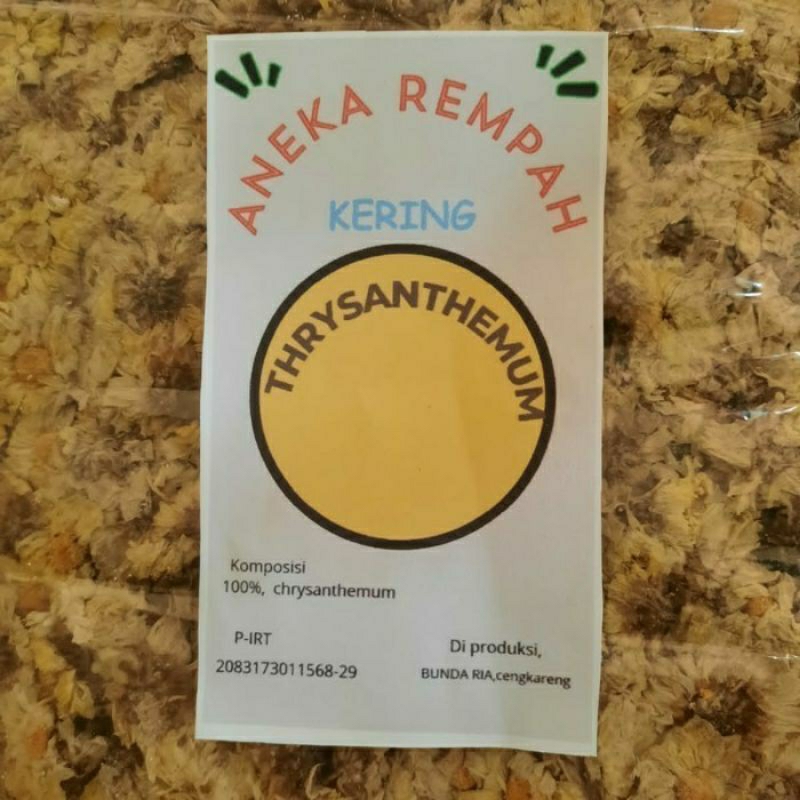 ANEKA REMPAH
KERING
THRYSANTHEMUM
Komposisi
100%, chrysanthemum
P-IRT
2083173011568-29
Di produksi,
BUNDA RIA,cengkareng